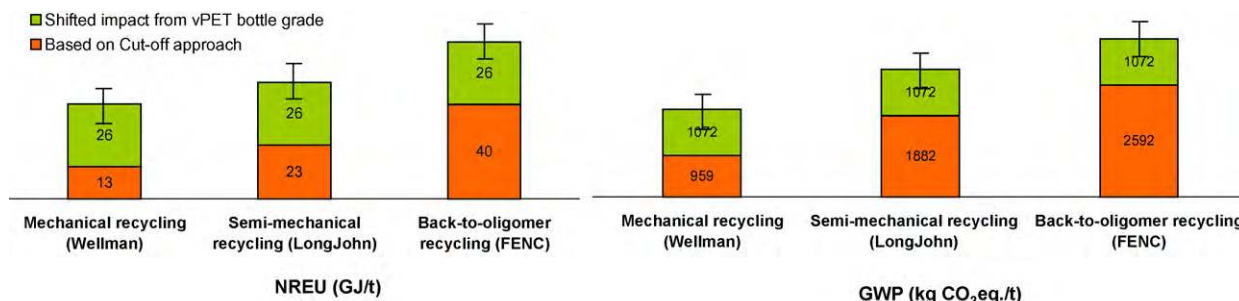 Shifted impact from vPET bottle grade
Based on Cut-off approach
26
13
26
23
26
40
Mechanical recycling
(Wellman)
Semi-mechanical
recycling (LongJohn)
Back-to-oligomer
recycling (FENC)
NREU (GJ/t)
1072
959
1072
1882
1072
2592
Mechanical recycling
(Wellman)
Semi-mechanical recycling
(LongJohn)
Back-to-oligomer recycling
(FENC)
GWP (kg CO₂eq./t)